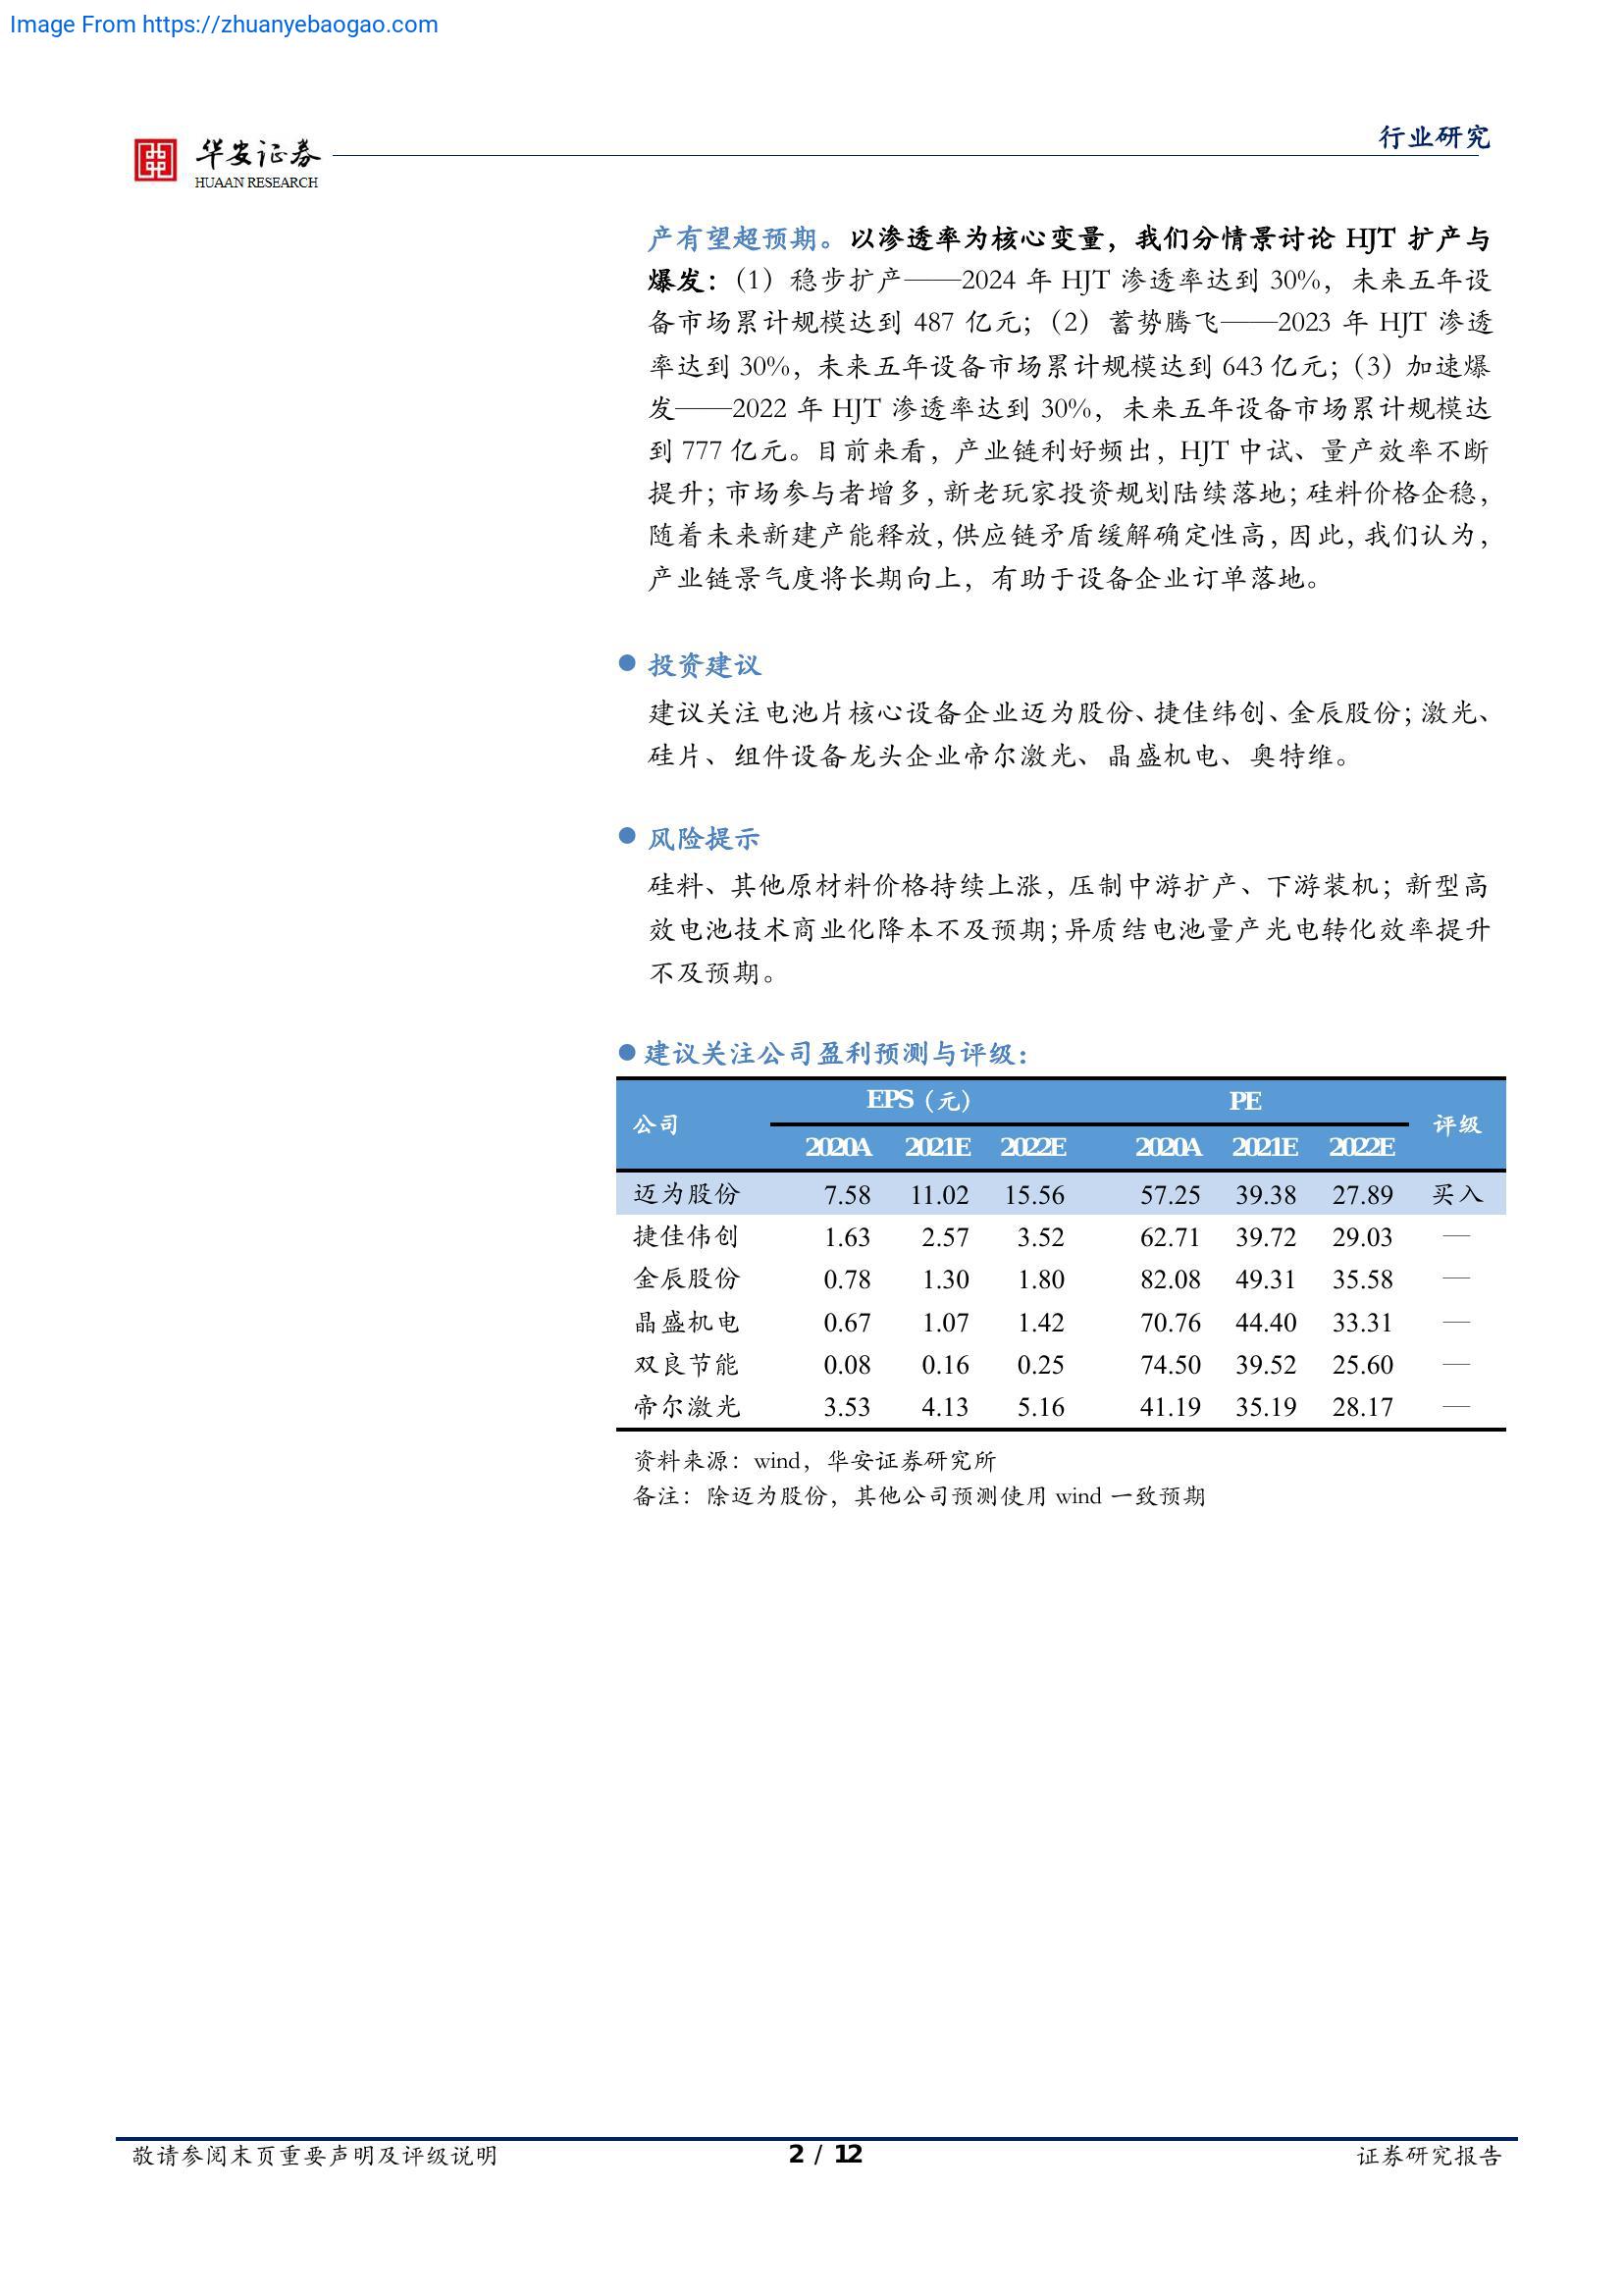 Image From https://zhuanyebaogao.com
华安证券
HUAAN RESEARCH
行业研究
产有望超预期。以渗透率为核心变量，我们分情景讨论 HJT 扩产与
爆发：（1）稳步扩产——2024 年 HJT 渗透率达到 30%，未来五年设
备市场累计规模达到 487 亿元；（2）蓄势腾飞——2023 年 HJT 渗透
率达到 30%，未来五年设备市场累计规模达到 643 亿元；（3）加速爆
发——2022 年 HJT 渗透率达到 30%，未来五年设备市场累计规模达
到 777 亿元。目前来看，产业链利好频出，HJT 中试、量产效率不断
提升；市场参与者增多，新老玩家投资规划陆续落地；硅料价格企稳，
随着未来新建产能释放，供应链矛盾缓解确定性高，因此，我们认为，
产业链景气度将长期向上，有助于设备企业订单落地。
● 投资建议
建议关注电池片核心设备企业迈为股份、捷佳纬创、金辰股份；激光、
硅片、组件设备龙头企业帝尔激光、晶盛机电、奥特维。
● 风险提示
硅料、其他原材料价格持续上涨，压制中游扩产、下游装机；新型高
效电池技术商业化降本不及预期；异质结电池量产光电转化效率提升
不及预期。
● 建议关注公司盈利预测与评级：
公司 EPS（元） PE 评级
2020A 2021E 2022E 2020A 2021E 2022E
迈为股份 7.58 11.02 15.56 57.25 39.38 27.89 买入
捷佳伟创 1.63 2.57 3.52 62.71 39.72 29.03 —
金辰股份 0.78 1.30 1.80 82.08 49.31 35.58 —
晶盛机电 0.67 1.07 1.42 70.76 44.40 33.31 —
双良节能 0.08 0.16 0.25 74.50 39.52 25.60 —
帝尔激光 3.53 4.13 5.16 41.19 35.19 28.17 —
资料来源：wind，华安证券研究所
备注：除迈为股份，其他公司预测使用 wind 一致预期
敬请参阅末页重要声明及评级说明 2 / 12 证券研究报告